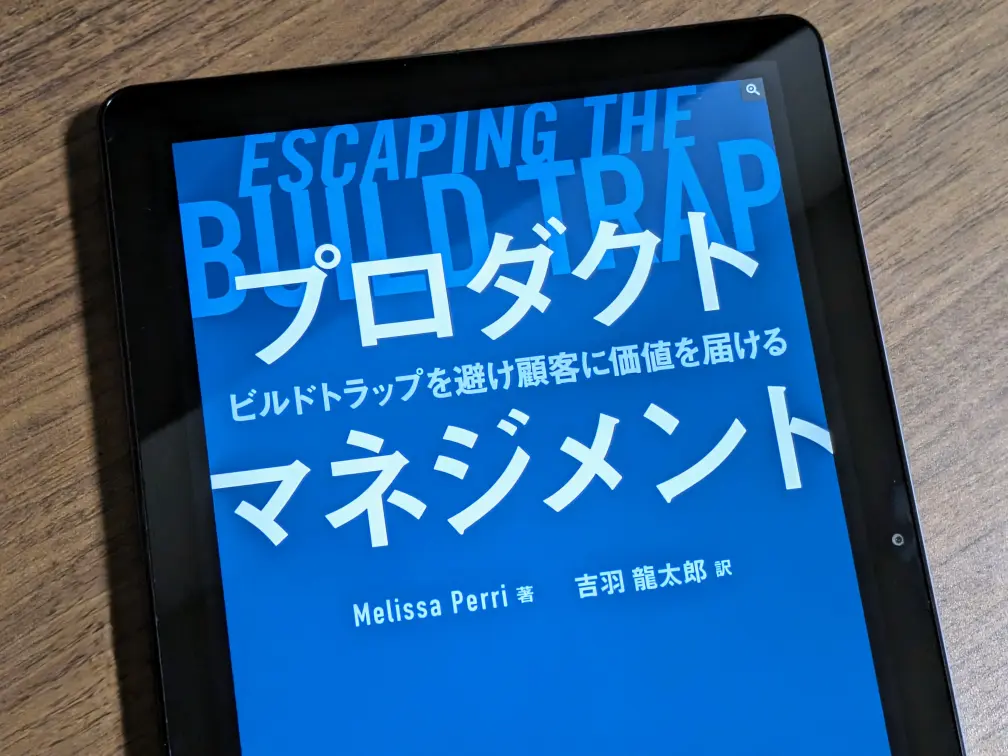 ESCAPING THE
BUILD TRAP
プロダクト
ビルドトラップを避け顧客に価値を届ける
マネジメント
Melissa Perri 著 吉羽 龍太郎 訳